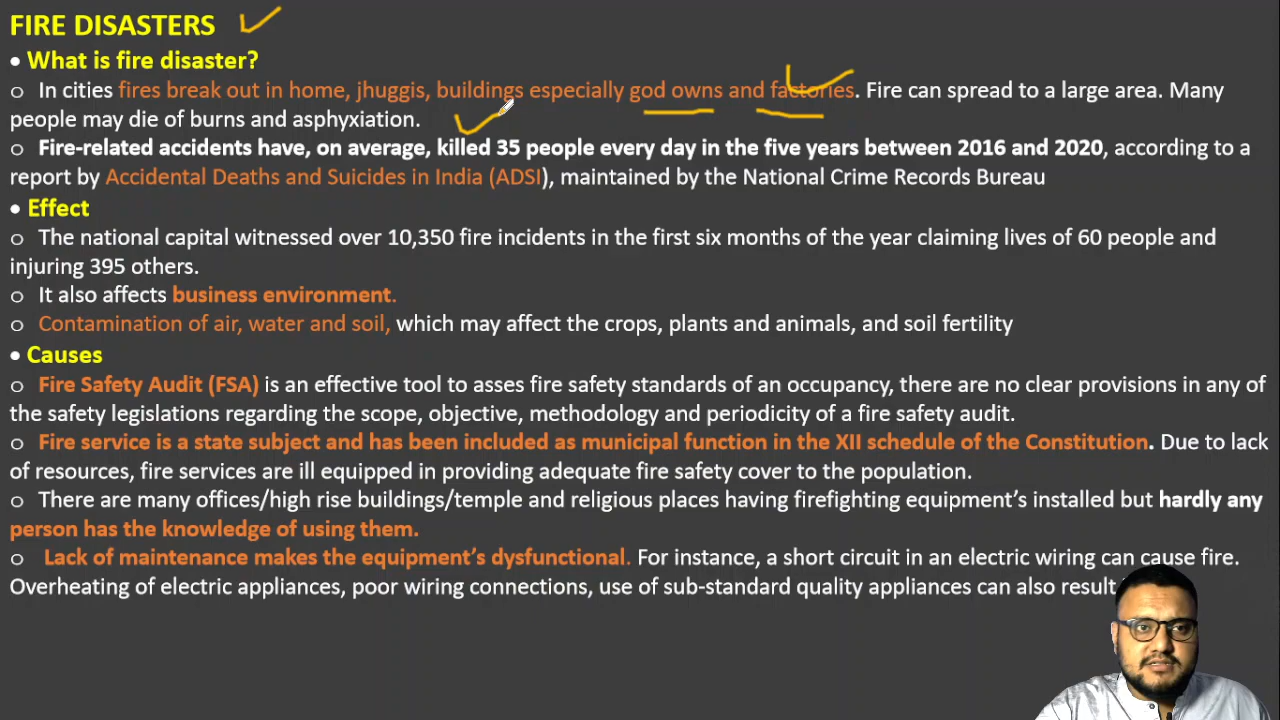 FIRE DISASTERS
• What is fire disaster?
o In cities fires break out in home, jhuggis, buildings especially god owns and factories. Fire can spread to a large area. Many
people may die of burns and asphyxiation.
o Fire-related accidents have, on average, killed 35 people every day in the five years between 2016 and 2020, according to a
report by Accidental Deaths and Suicides in India (ADSI), maintained by the National Crime Records Bureau
• Effect
o The national capital witnessed over 10,350 fire incidents in the first six months of the year claiming lives of 60 people and
injuring 395 others.
o It also affects business environment.
o Contamination of air, water and soil, which may affect the crops, plants and animals, and soil fertility
• Causes
o Fire Safety Audit (FSA) is an effective tool to asses fire safety standards of an occupancy, there are no clear provisions in any of
the safety legislations regarding the scope, objective, methodology and periodicity of a fire safety audit.
o Fire service is a state subject and has been included as municipal function in the XII schedule of the Constitution. Due to lack
of resources, fire services are ill equipped in providing adequate fire safety cover to the population.
o There are many offices/high rise buildings/temple and religious places having firefighting equipment’s installed but hardly any
person has the knowledge of using them.
o Lack of maintenance makes the equipment’s dysfunctional. For instance, a short circuit in an electric wiring can cause fire.
Overheating of electric appliances, poor wiring connections, use of sub-standard quality appliances can also result